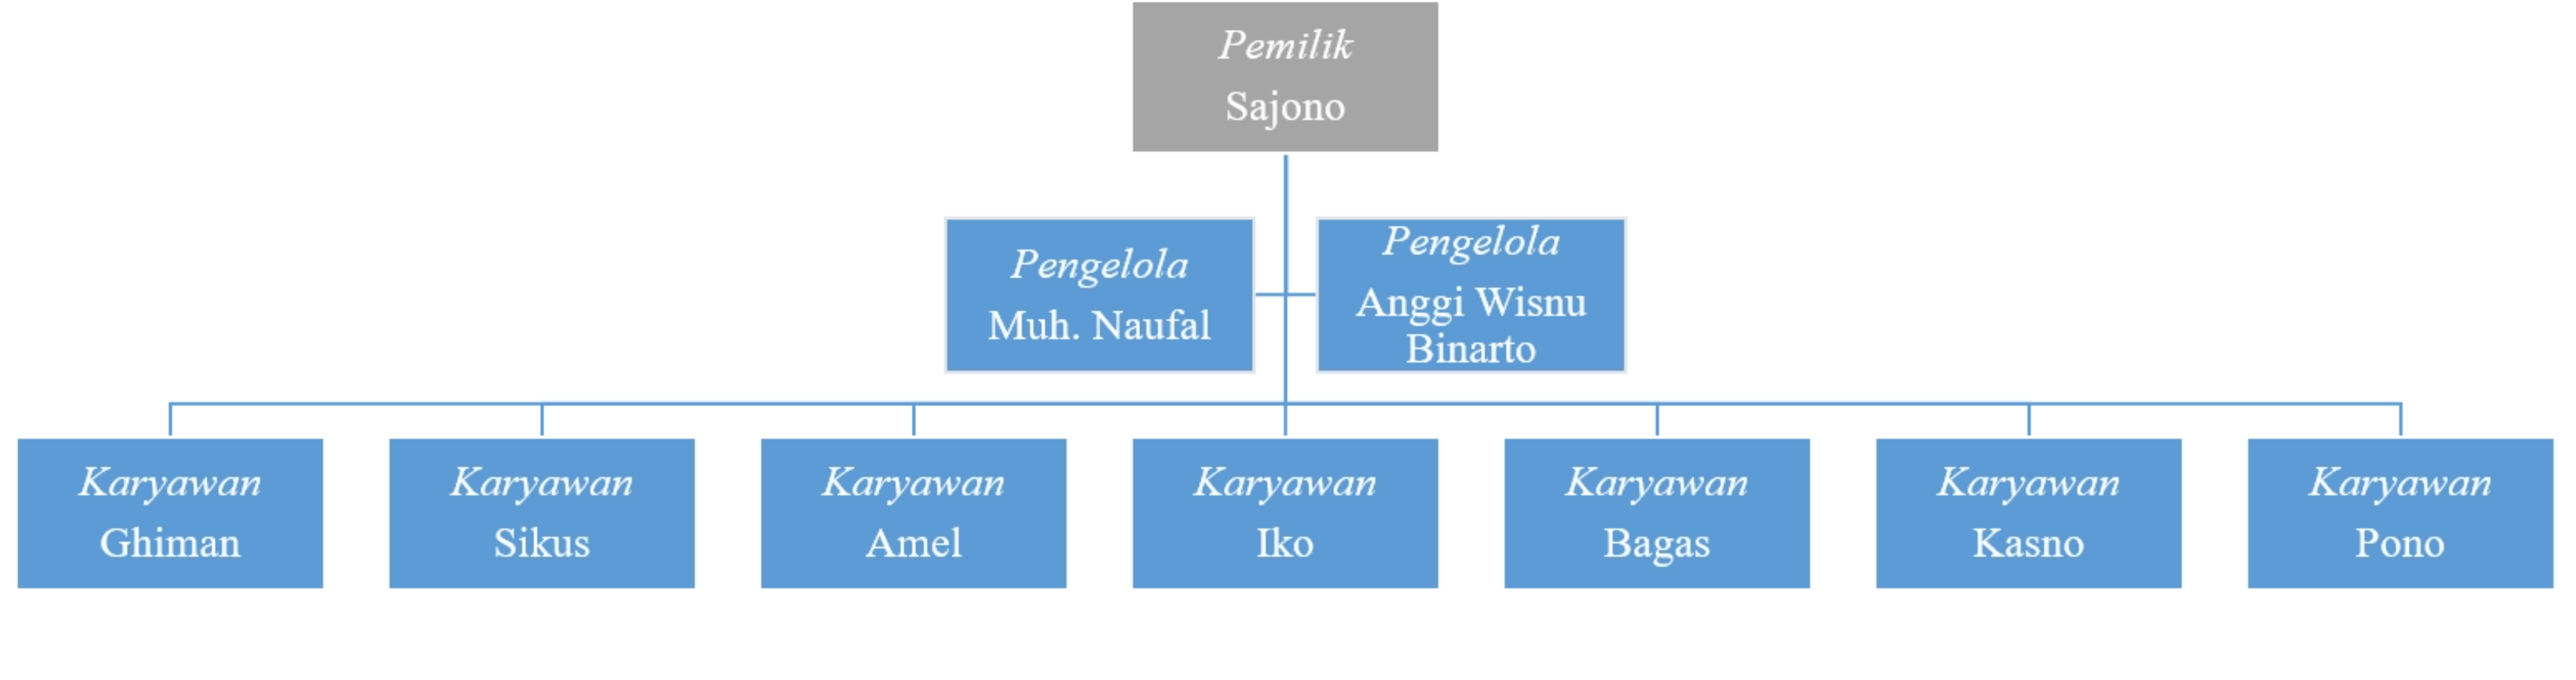 Pemilik
Sajono
Pengelola
Muh. Naufal
Pengelola
Anggi Wisnu
Binarto
Karyawan
Ghiman
Karyawan
Sikus
Karyawan
Amel
Karyawan
Iko
Karyawan
Bagas
Karyawan
Kasno
Karyawan
Pono